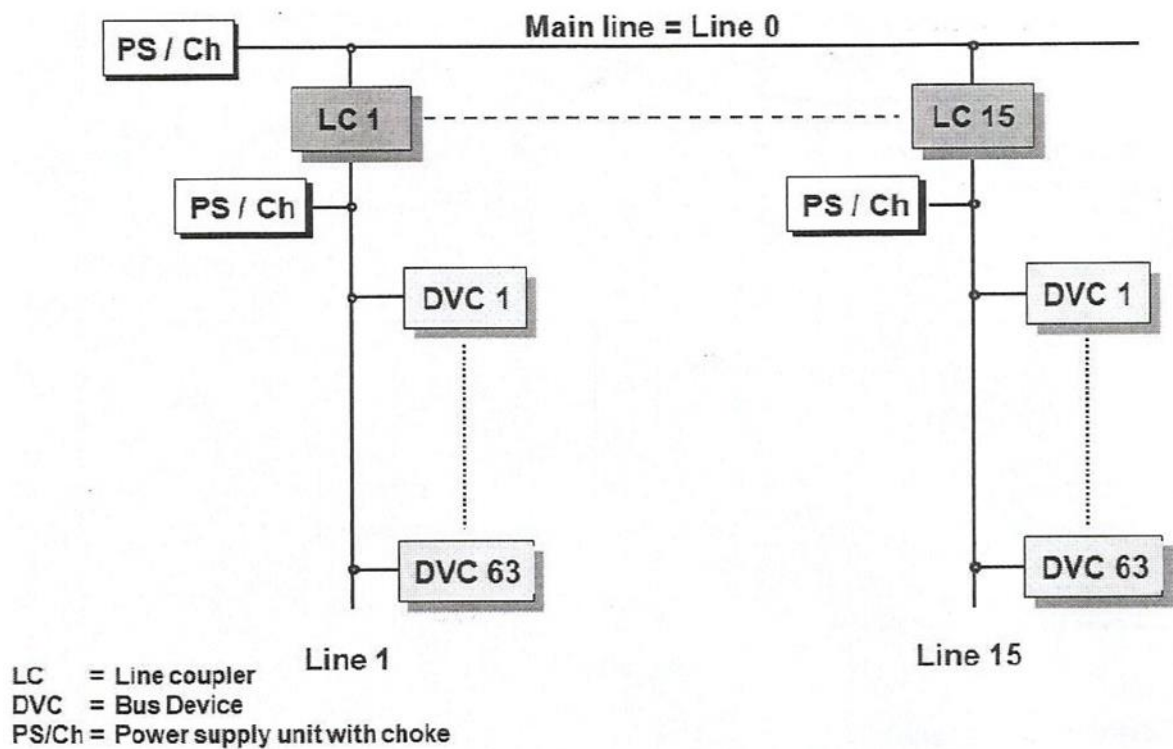 PS / Ch
Main line = Line 0
LC 1
LC 15
PS / Ch
PS / Ch
DVC 1
DVC 1
DVC 63
DVC 63
Line 1
Line 15
LC = Line coupler
DVC = Bus Device
PS/Ch = Power supply unit with choke